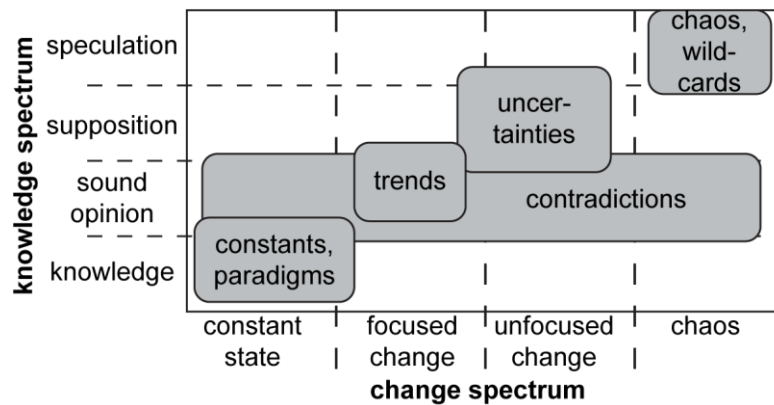 knowledge spectrum
speculation
supposition
sound
opinion
knowledge
chaos,
wild-
cards
uncer-
tainties
trends
contradictions
constants,
paradigms
constant
state
focused
change
unfocused
change
chaos
change spectrum